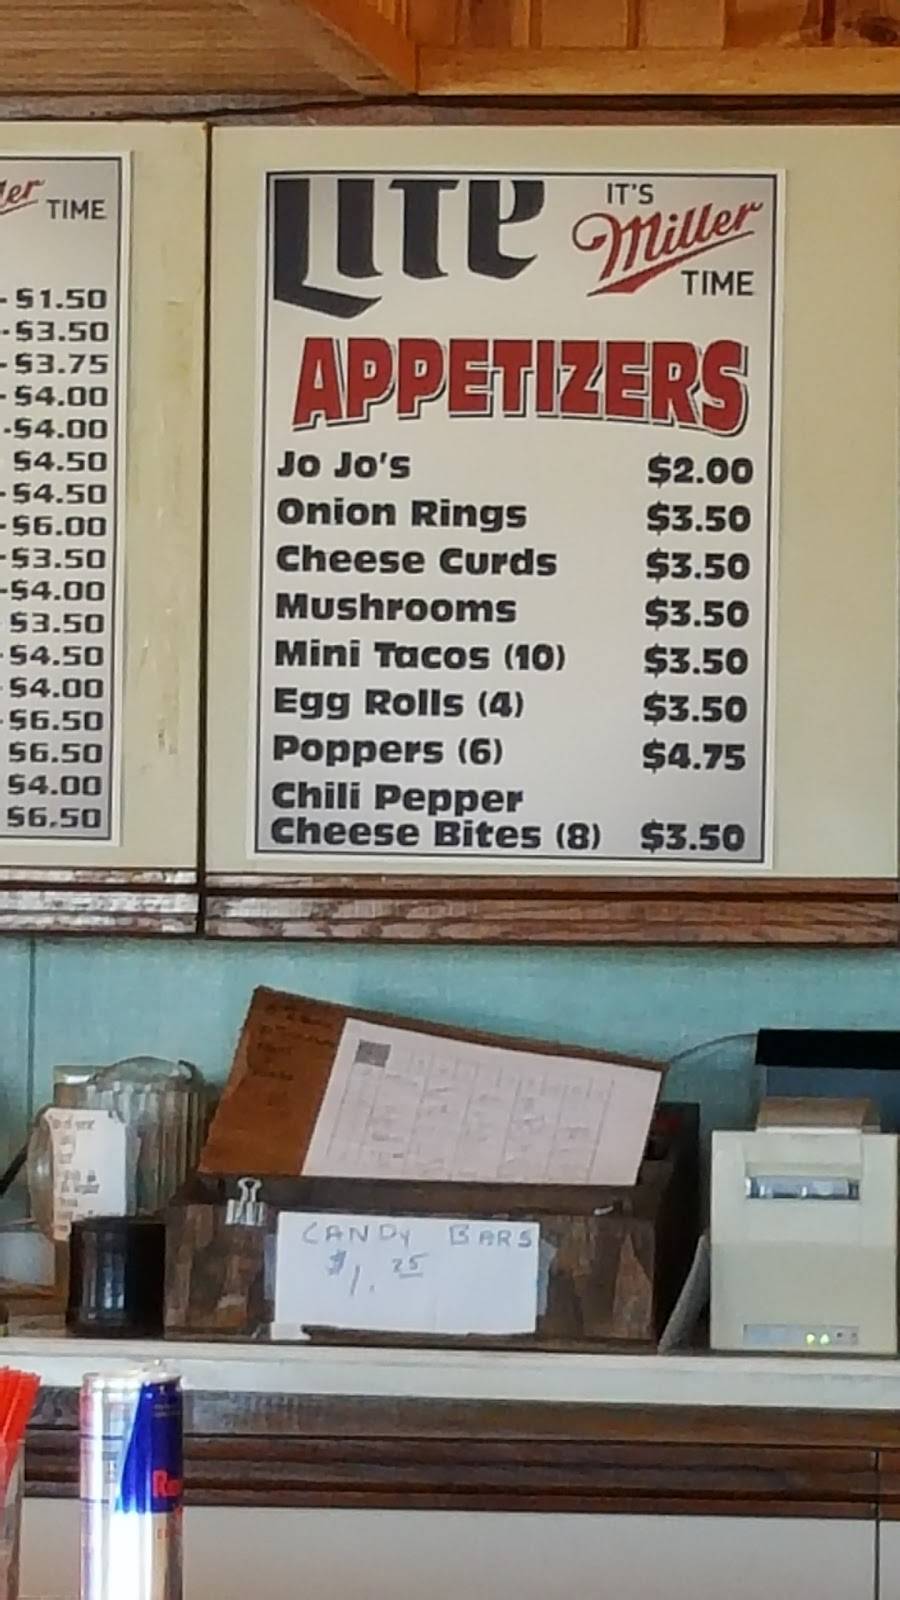 TIME
-$1.50
-$3.50
-$3.75
-$4.00
-$4.00
$4.50
-$4.50
-$6.00
-$3.50
-$4.00
$3.50
-$4.50
-$4.00
-$6.50
$6.50
$4.00
$6.50
Lite
IT'S
Miller
TIME
APPETIZERS
Jo Jo's $2.00
Onion Rings $3.50
Cheese Curds $3.50
Mushrooms $3.50
Mini Tacos (10) $3.50
Egg Rolls (4) $3.50
Poppers (6) $4.75
Chili Pepper
Cheese Bites (8) $3.50
CANDY BARS
$1.25